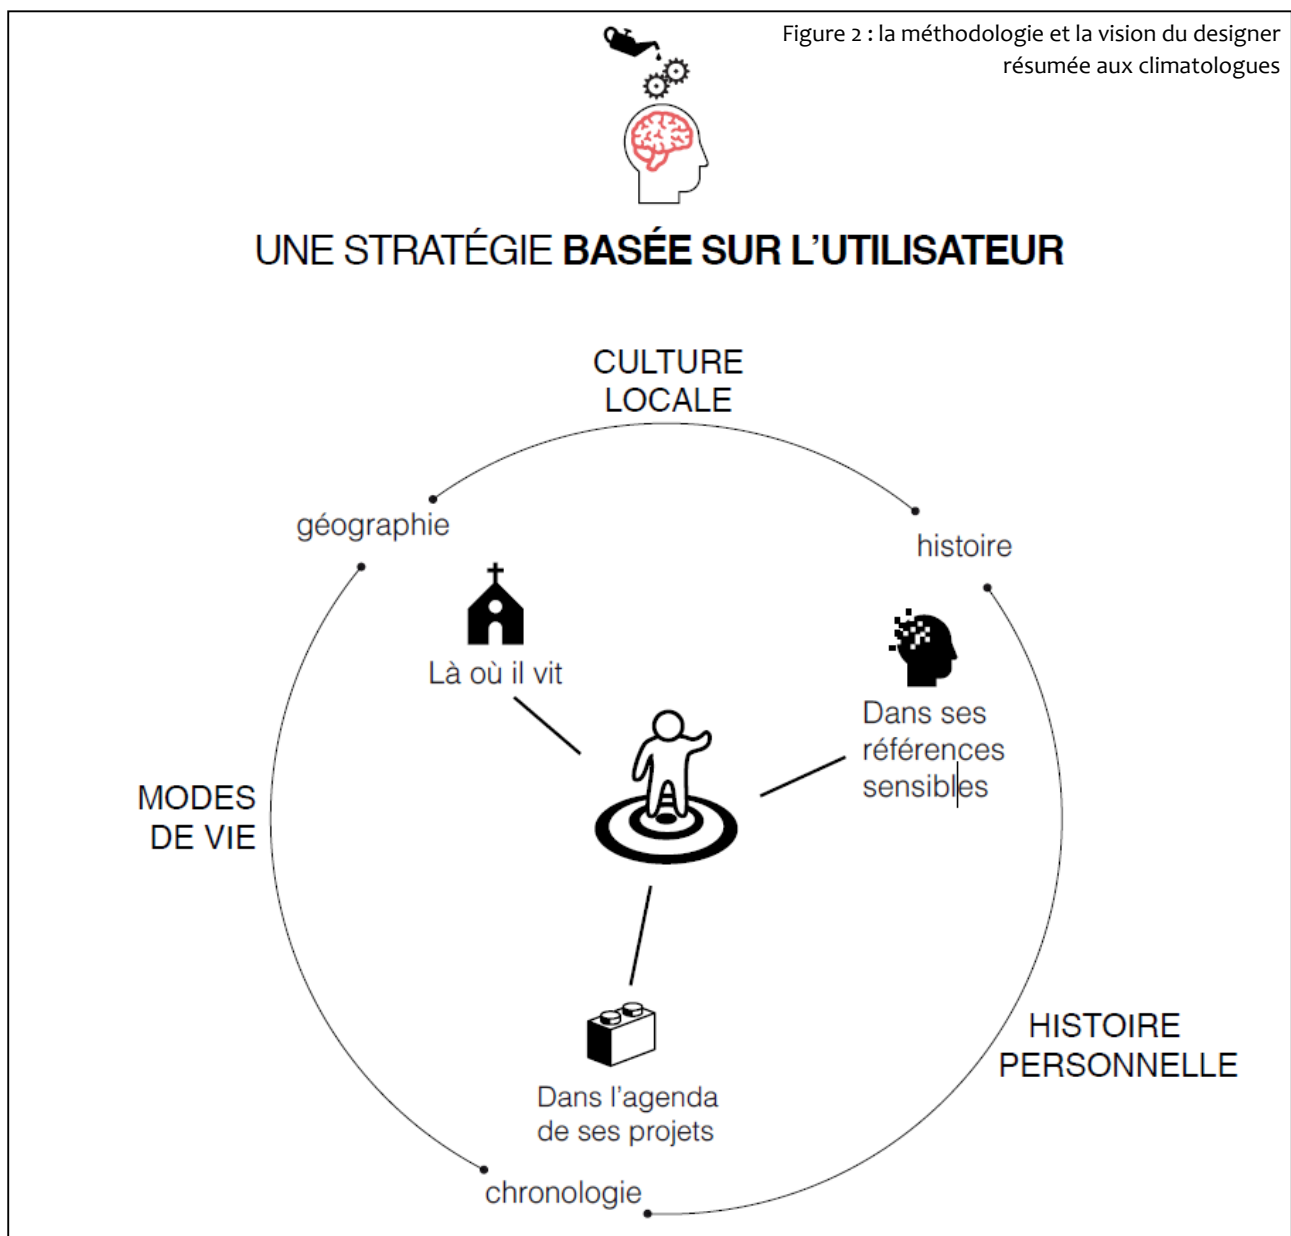 Figure 2 : la méthodologie et la vision du designer
résumée aux climatologues
UNE STRATÉGIE BASÉE SUR L'UTILISATEUR
CULTURE
LOCALE
géographie
histoire
Là où il vit
Dans ses
références
sensibles
MODES
DE VIE
HISTOIRE
PERSONNELLE
Dans l'agenda
de ses projets
chronologie